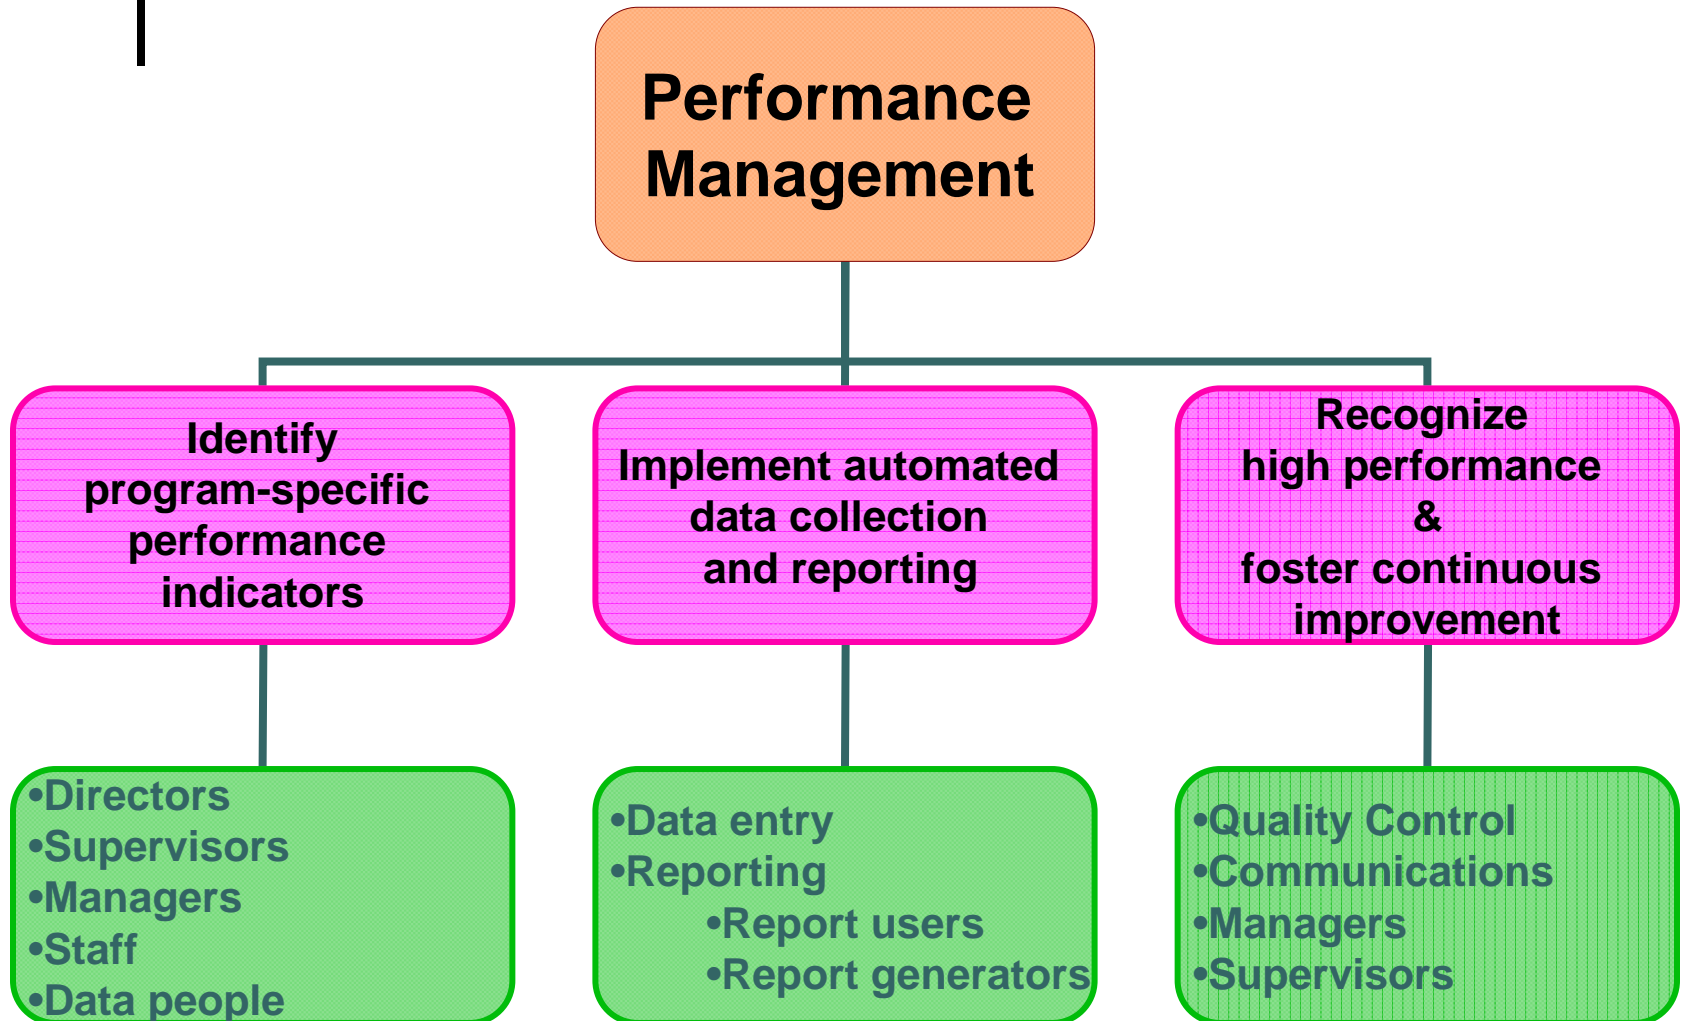 Performance
Management
Identify
program-specific
performance
indicators
Implement automated
data collection
and reporting
Recognize
high performance
&
foster continuous
improvement
•Directors
•Supervisors
•Managers
•Staff
•Data people
•Data entry
•Reporting
•Report users
•Report generators
•Quality Control
•Communications
•Managers
•Supervisors